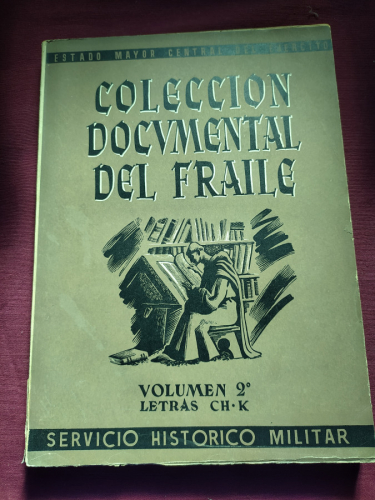 ESTADO MAYOR CENTRAL DEL EJERCITO
COLECCION
DOCVMENTAL
DEL FRAILE
VOLUMEN 2º
LETRAS CH-K
SERVICIO HISTORICO MILITAR